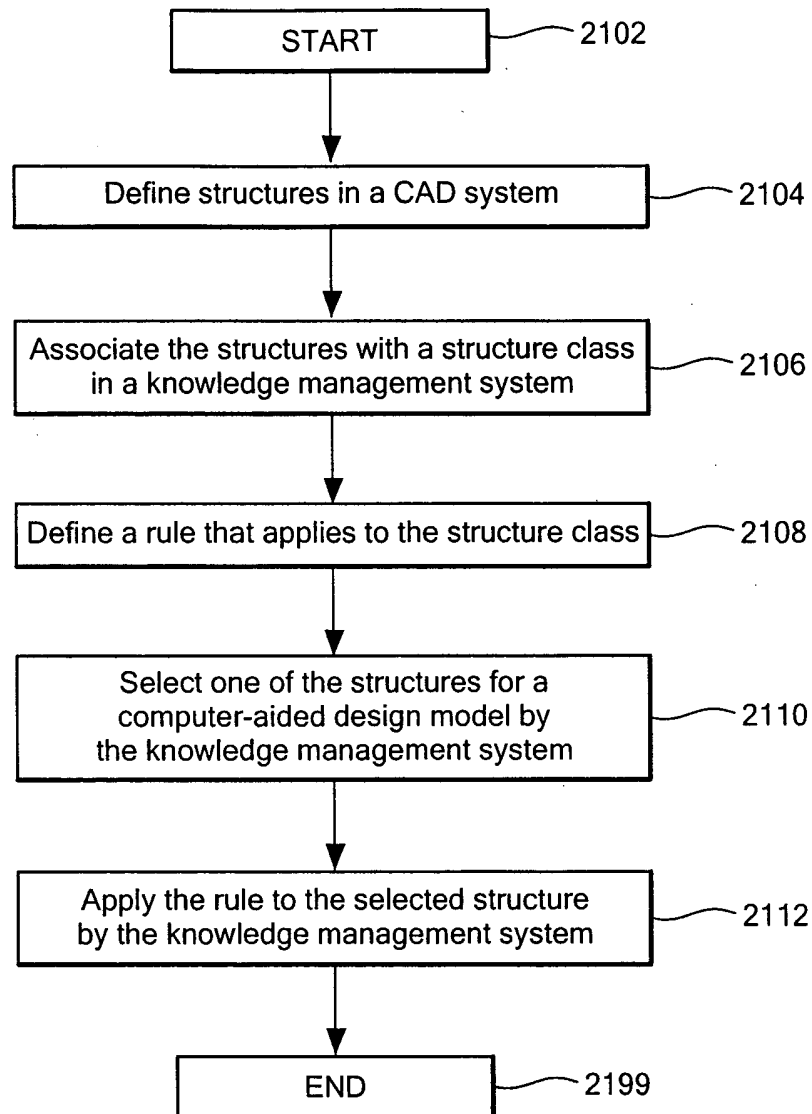 START
2102
Define structures in a CAD system
2104
Associate the structures with a structure class
in a knowledge management system
2106
Define a rule that applies to the structure class
2108
Select one of the structures for a
computer-aided design model by
the knowledge management system
2110
Apply the rule to the selected structure
by the knowledge management system
2112
END
2199